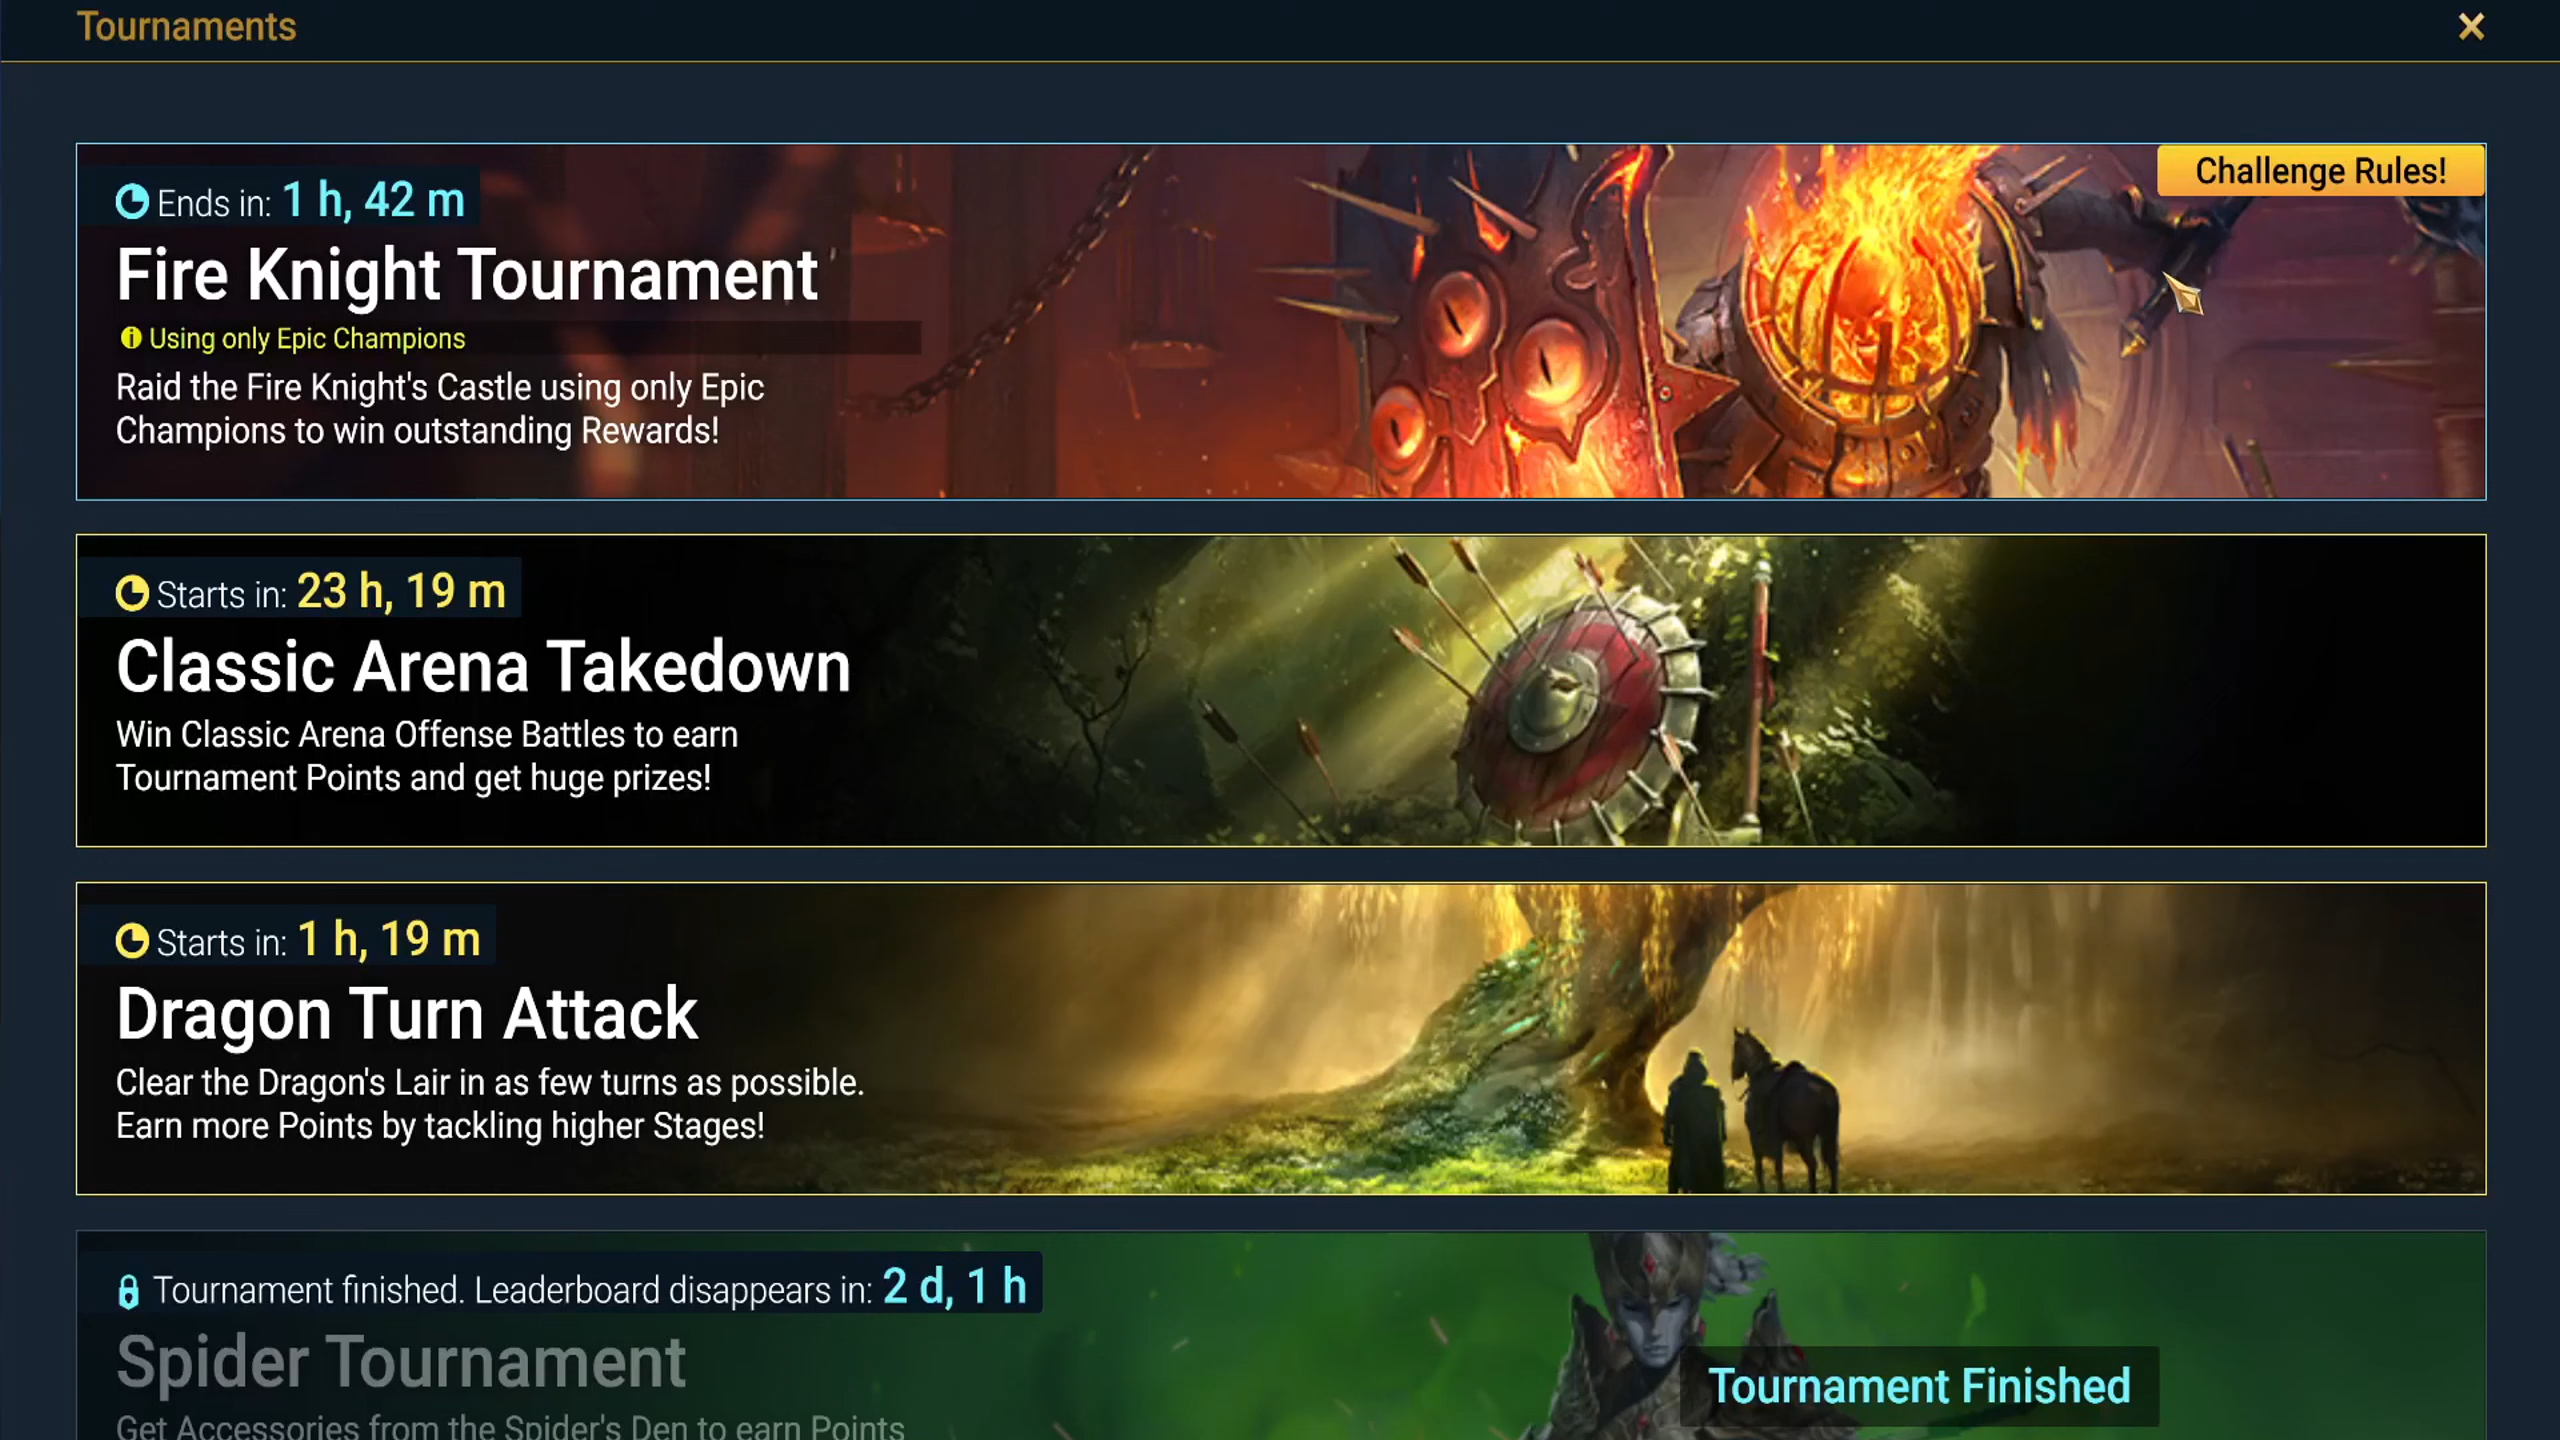 Tournaments
Challenge Rules!
Ends in: 1 h, 42 m
Fire Knight Tournament
Using only Epic Champions
Raid the Fire Knight's Castle using only Epic
Champions to win outstanding Rewards!
Starts in: 23 h, 19 m
Classic Arena Takedown
Win Classic Arena Offense Battles to earn
Tournament Points and get huge prizes!
Starts in: 1 h, 19 m
Dragon Turn Attack
Clear the Dragon's Lair in as few turns as possible.
Earn more Points by tackling higher Stages!
Tournament finished. Leaderboard disappears in: 2 d, 1 h
Spider Tournament
Tournament Finished
Get Accessories from the Spider's Den to earn Points